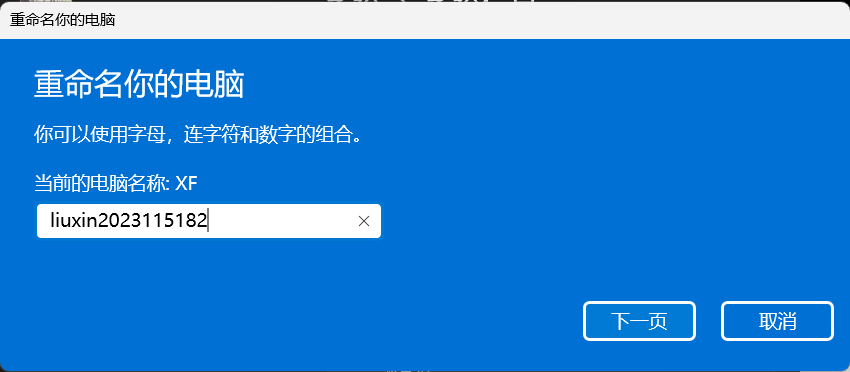 重命名你的电脑
重命名你的电脑
你可以使用字母，连字符和数字的组合。
当前的电脑名称: XF
liuxin2023115182
下一页
取消